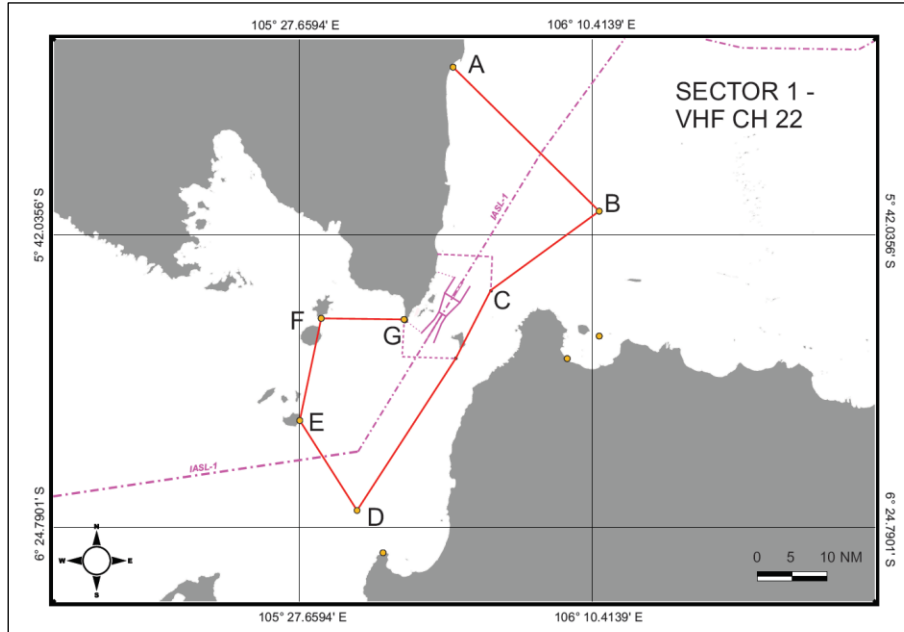 105° 27.6594' E
106° 10.4139' E
A
SECTOR 1 -
VHF CH 22
IASL-1
B
5° 42.0356' S
5° 42.0356' S
C
F
G
E
IASL-1
D
6° 24.7901' S
6° 24.7901' S
N
W
E
S
0 5 10 NM
105° 27.6594' E
106° 10.4139' E